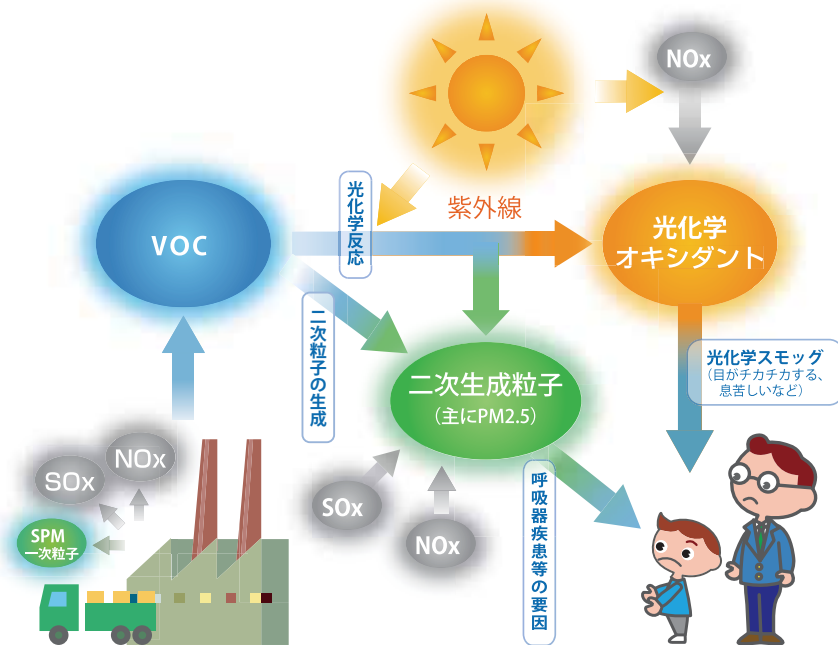 NOx
光化学反応
紫外線
VOC
光化学
オキシダント
二次粒子の生成
光化学スモッグ
(目がチカチカする、
息苦しいなど)
二次生成粒子
(主にPM2.5)
NOx
SOx
SOx
NOx
呼吸器疾患等の要因
SPM
一次粒子